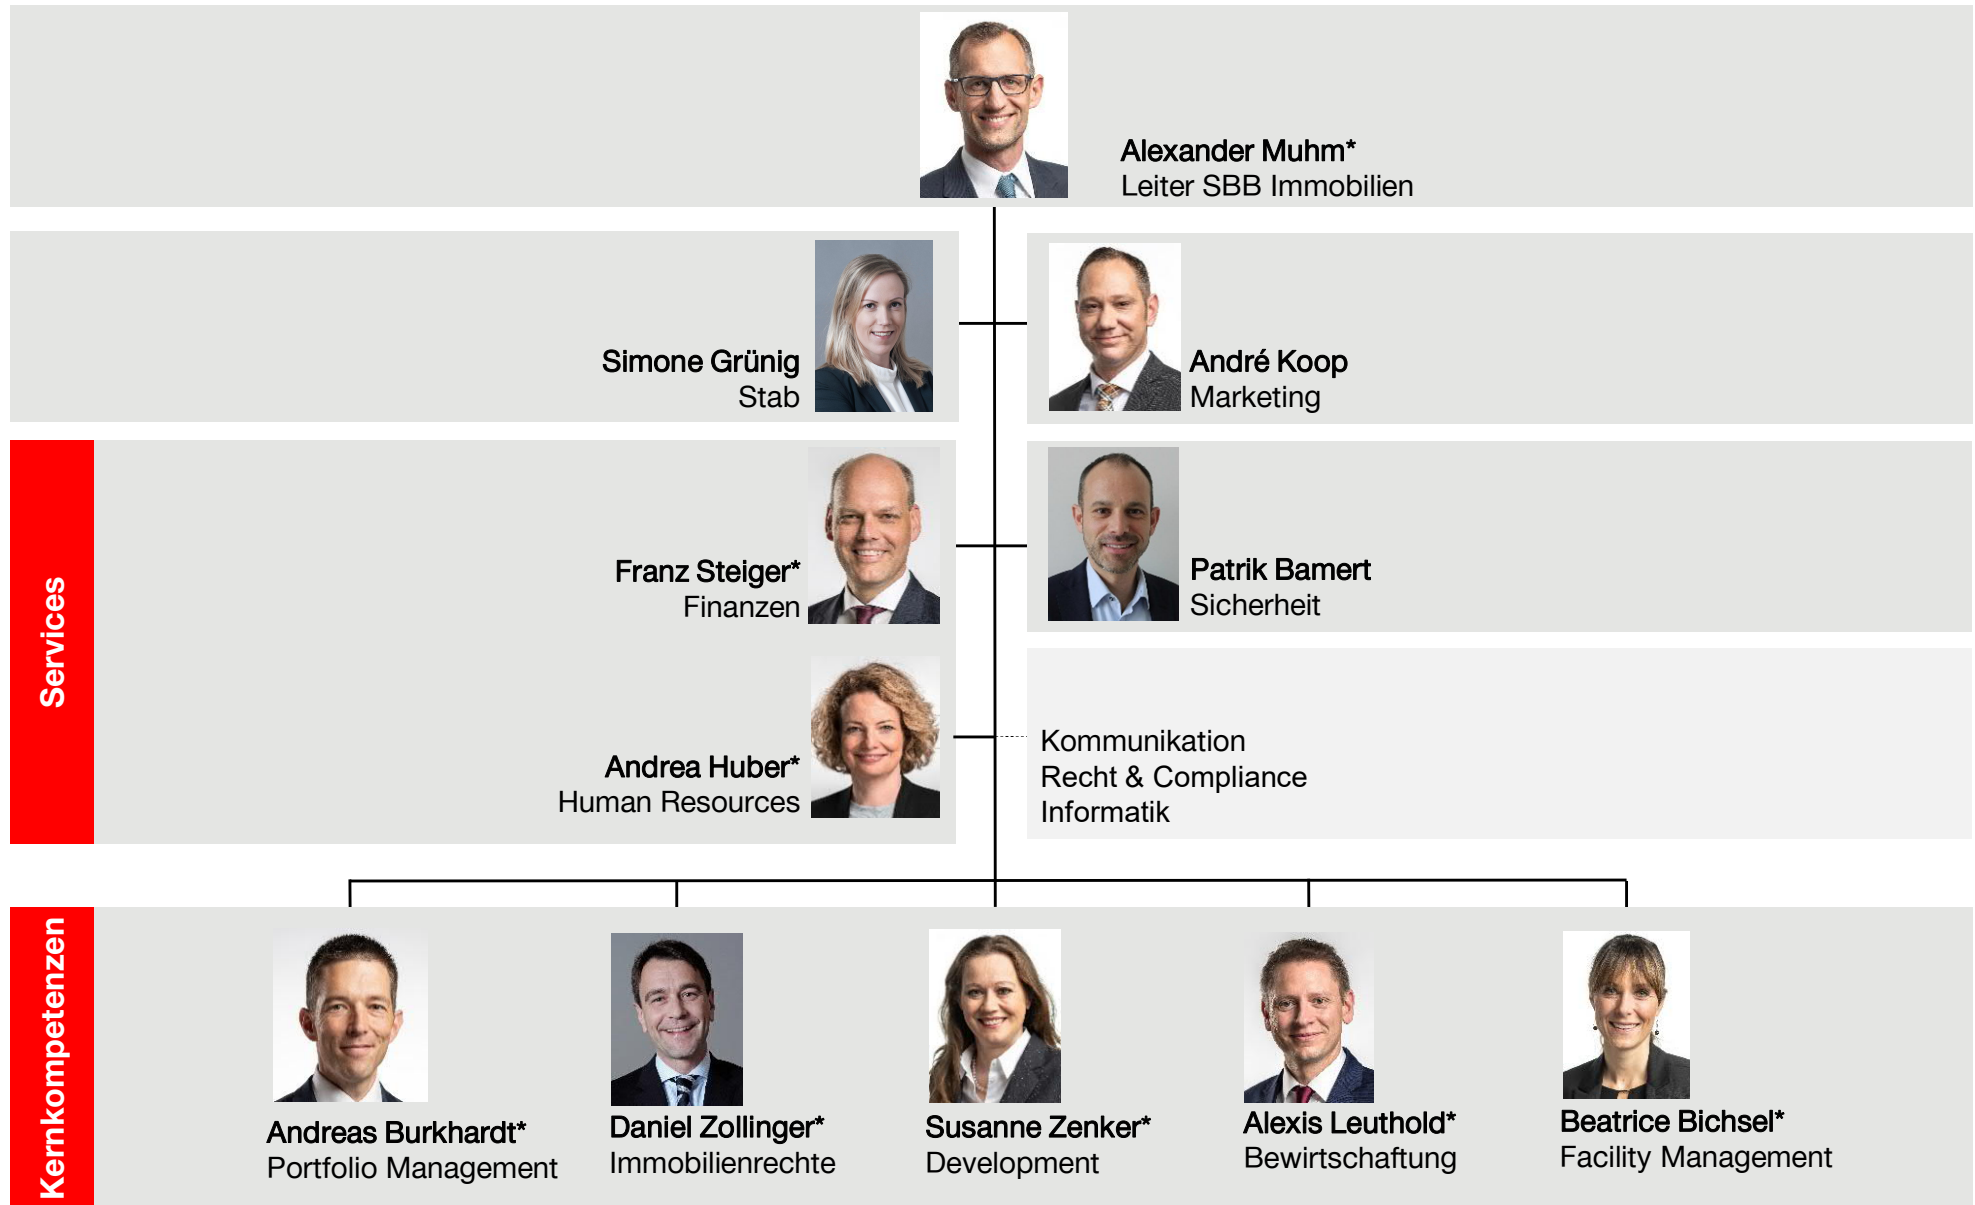 Alexander Muhm*
Leiter SBB Immobilien
Simone Grünig
Stab
André Koop
Marketing
Services
Franz Steiger*
Finanzen
Patrik Bamert
Sicherheit
Andrea Huber*
Human Resources
Kommunikation
Recht & Compliance
Informatik
Kernkompetenzen
Andreas Burkhardt*
Portfolio Management
Daniel Zollinger*
Immobilienrechte
Susanne Zenker*
Development
Alexis Leuthold*
Bewirtschaftung
Beatrice Bichsel*
Facility Management